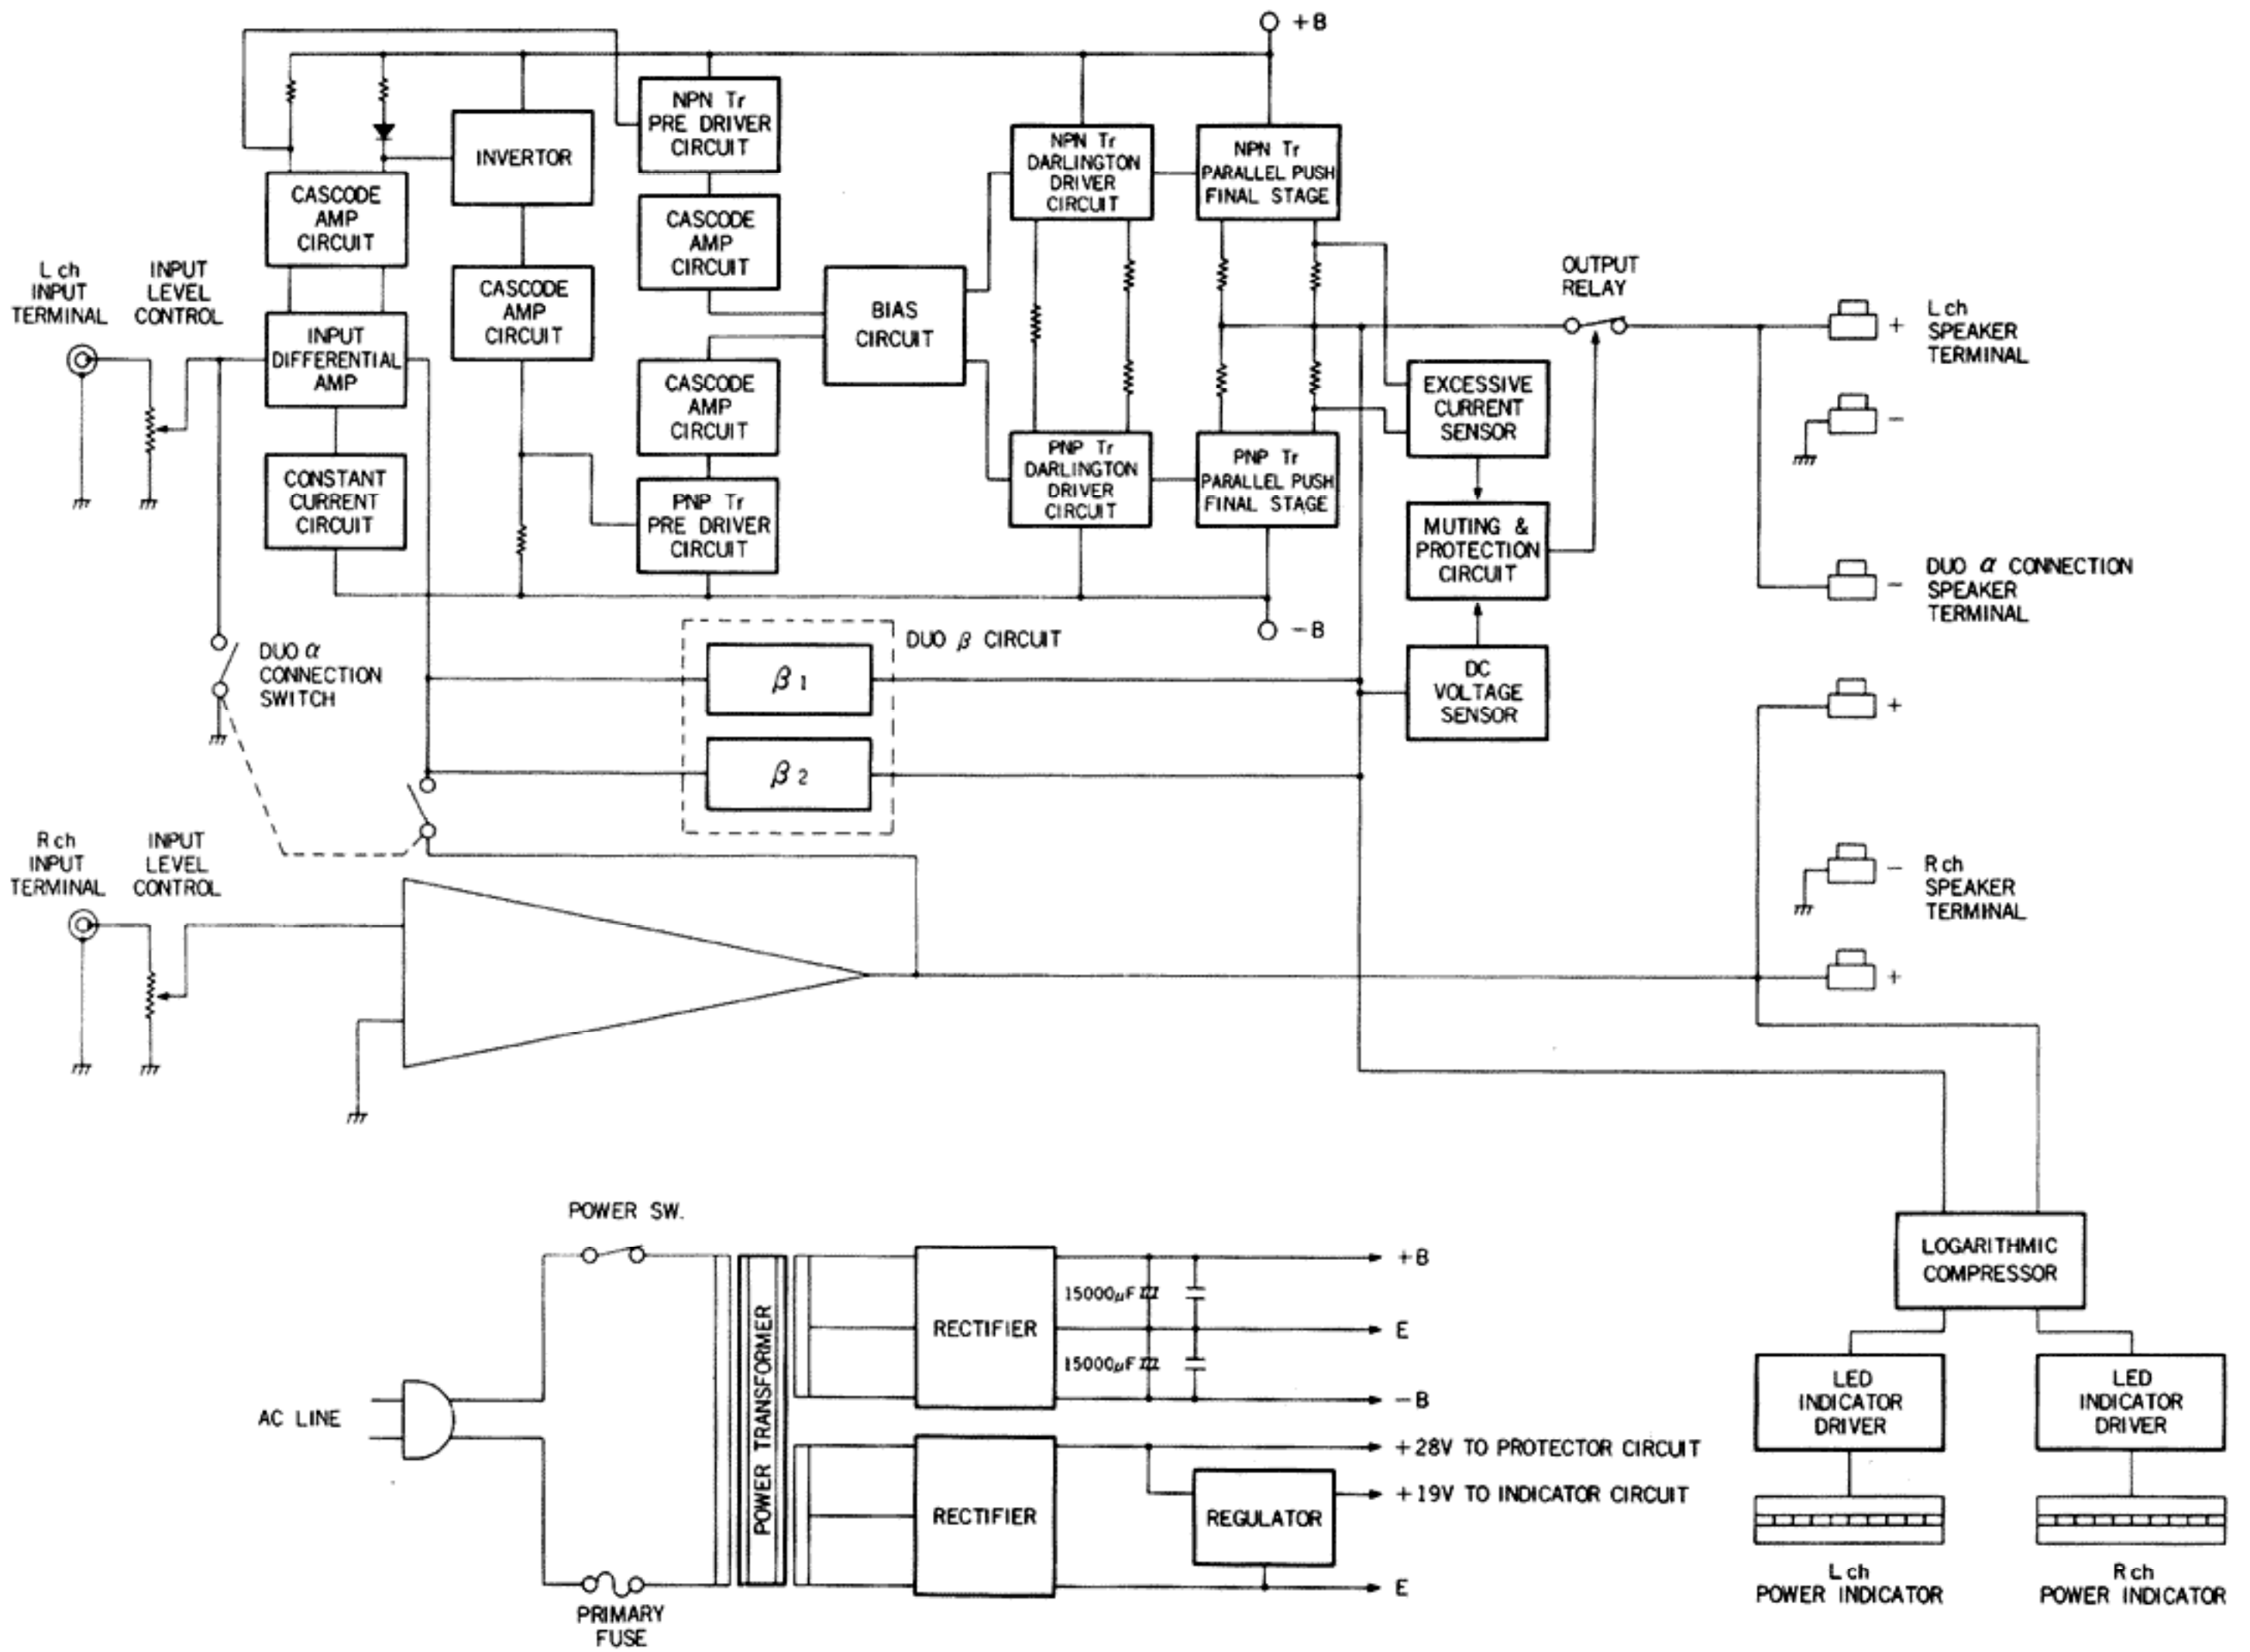 +B
NPN Tr
PRE DRIVER
CIRCUIT
INVERTOR
NPN Tr
DARLINGTON
DRIVER
CIRCUIT
NPN Tr
PARALLEL PUSH
FINAL STAGE
CASCODE
AMP
CIRCUIT
CASCODE
AMP
CIRCUIT
L ch
INPUT
TERMINAL
INPUT
LEVEL
CONTROL
CASCODE
AMP
CIRCUIT
BIAS
CIRCUIT
OUTPUT
RELAY
+
L ch
SPEAKER
TERMINAL
INPUT
DIFFERENTIAL
AMP
CASCODE
AMP
CIRCUIT
EXCESSIVE
CURRENT
SENSOR
-
CONSTANT
CURRENT
CIRCUIT
PNP Tr
PRE DRIVER
CIRCUIT
PNP Tr
DARLINGTON
DRIVER
CIRCUIT
PNP Tr
PARALLEL PUSH
FINAL STAGE
MUTING &
PROTECTION
CIRCUIT
-
DUO α CONNECTION
SPEAKER
TERMINAL
-B
DUO α
CONNECTION
SWITCH
DUO β CIRCUIT
β 1
β 2
DC
VOLTAGE
SENSOR
+
R ch
INPUT
TERMINAL
INPUT
LEVEL
CONTROL
-
R ch
SPEAKER
TERMINAL
+
POWER SW.
AC LINE
PRIMARY
FUSE
POWER TRANSFORMER
RECTIFIER
15000μF
15000μF
+B
E
-B
RECTIFIER
REGULATOR
+28V TO PROTECTOR CIRCUIT
+19V TO INDICATOR CIRCUIT
E
LOGARITHMIC
COMPRESSOR
LED
INDICATOR
DRIVER
LED
INDICATOR
DRIVER
L ch
POWER INDICATOR
R ch
POWER INDICATOR